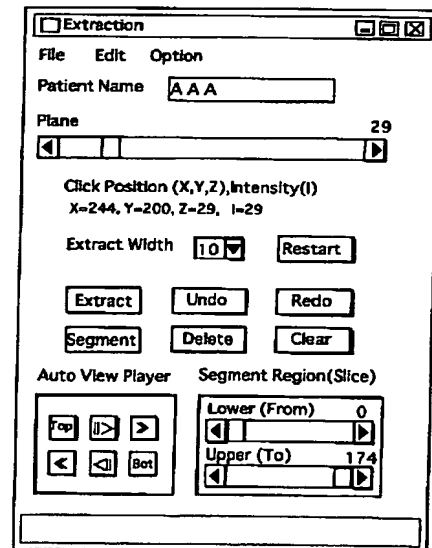 Extraction
File Edit Option
Patient Name AAA
Plane
29
Click Position (X,Y,Z),Intensity(I)
X=244, Y=200, Z=29, I=29
Extract Width 10 Restart
Extract Undo Redo
Segment Delete Clear
Auto View Player Segment Region(Slice)
Top
Bot
Lower (From) 0
Upper (To) 174